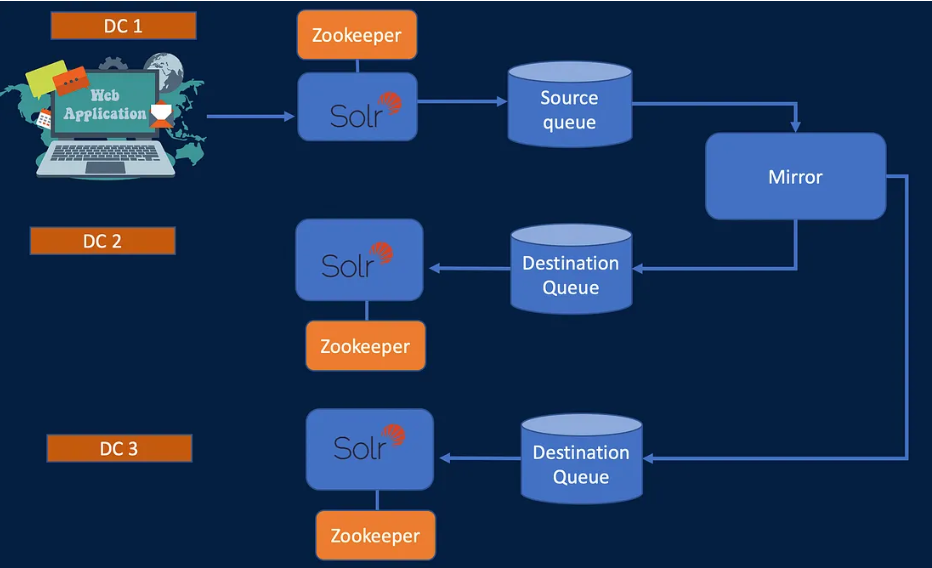 DC 1
Zookeeper
Web
Application
Solr
Source
queue
Mirror
DC 2
Solr
Destination
Queue
Zookeeper
DC 3
Solr
Destination
Queue
Zookeeper